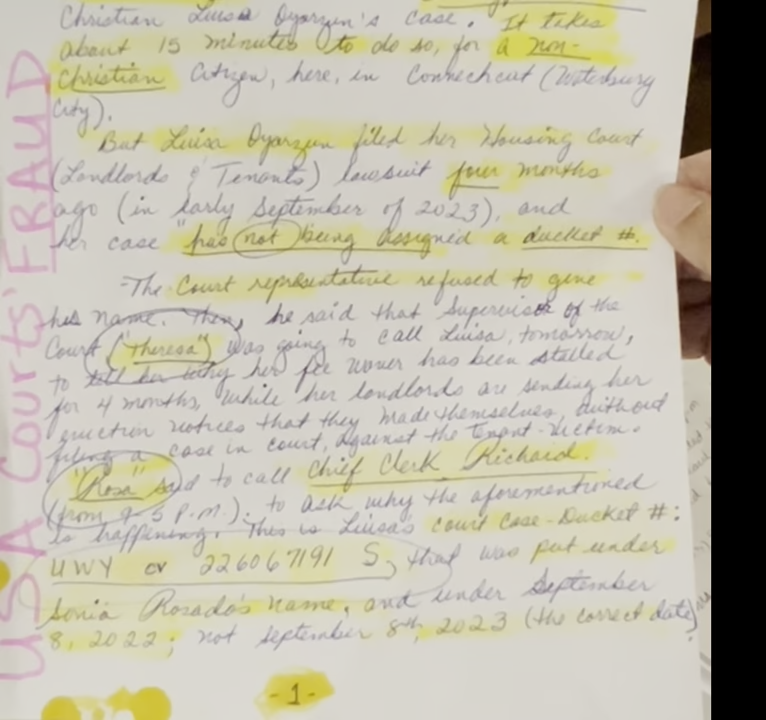 Christian Luisa Oyarzun's case. It takes
about 15 minutes to do so, for a non-
Christian Citizen, here, in Connecticut (Waterbury
City).
But Luisa Oyarzun filed her Housing Court
(Landlords & Tenants) lawsuit four months
ago (in early September of 2023), and
her case "has not being assigned a ducket #.
-The Court representative refused to gene
his name. Then, he said that Supervisor of the
Court ("Theresa") was going to call Luisa, tomorrow,
to tell her why her fee waver has been stalled
for 4 months, while her landlords are sending her
eviction notices that they made themselves, without
filing a case in court, against the Tenant-Victim.
"Rosa" said to call Chief Clerk Richard.
(from 9-5 P.M.). to ask why the aforementioned
is happening. This is Luisa's court case-Ducket #:
UWY cv 226067191 S, that was put under
Sonia Rosado's name, and under September
8, 2022; not September 8th, 2023 (the correct date).
-1-
USA Courts' FRAUD